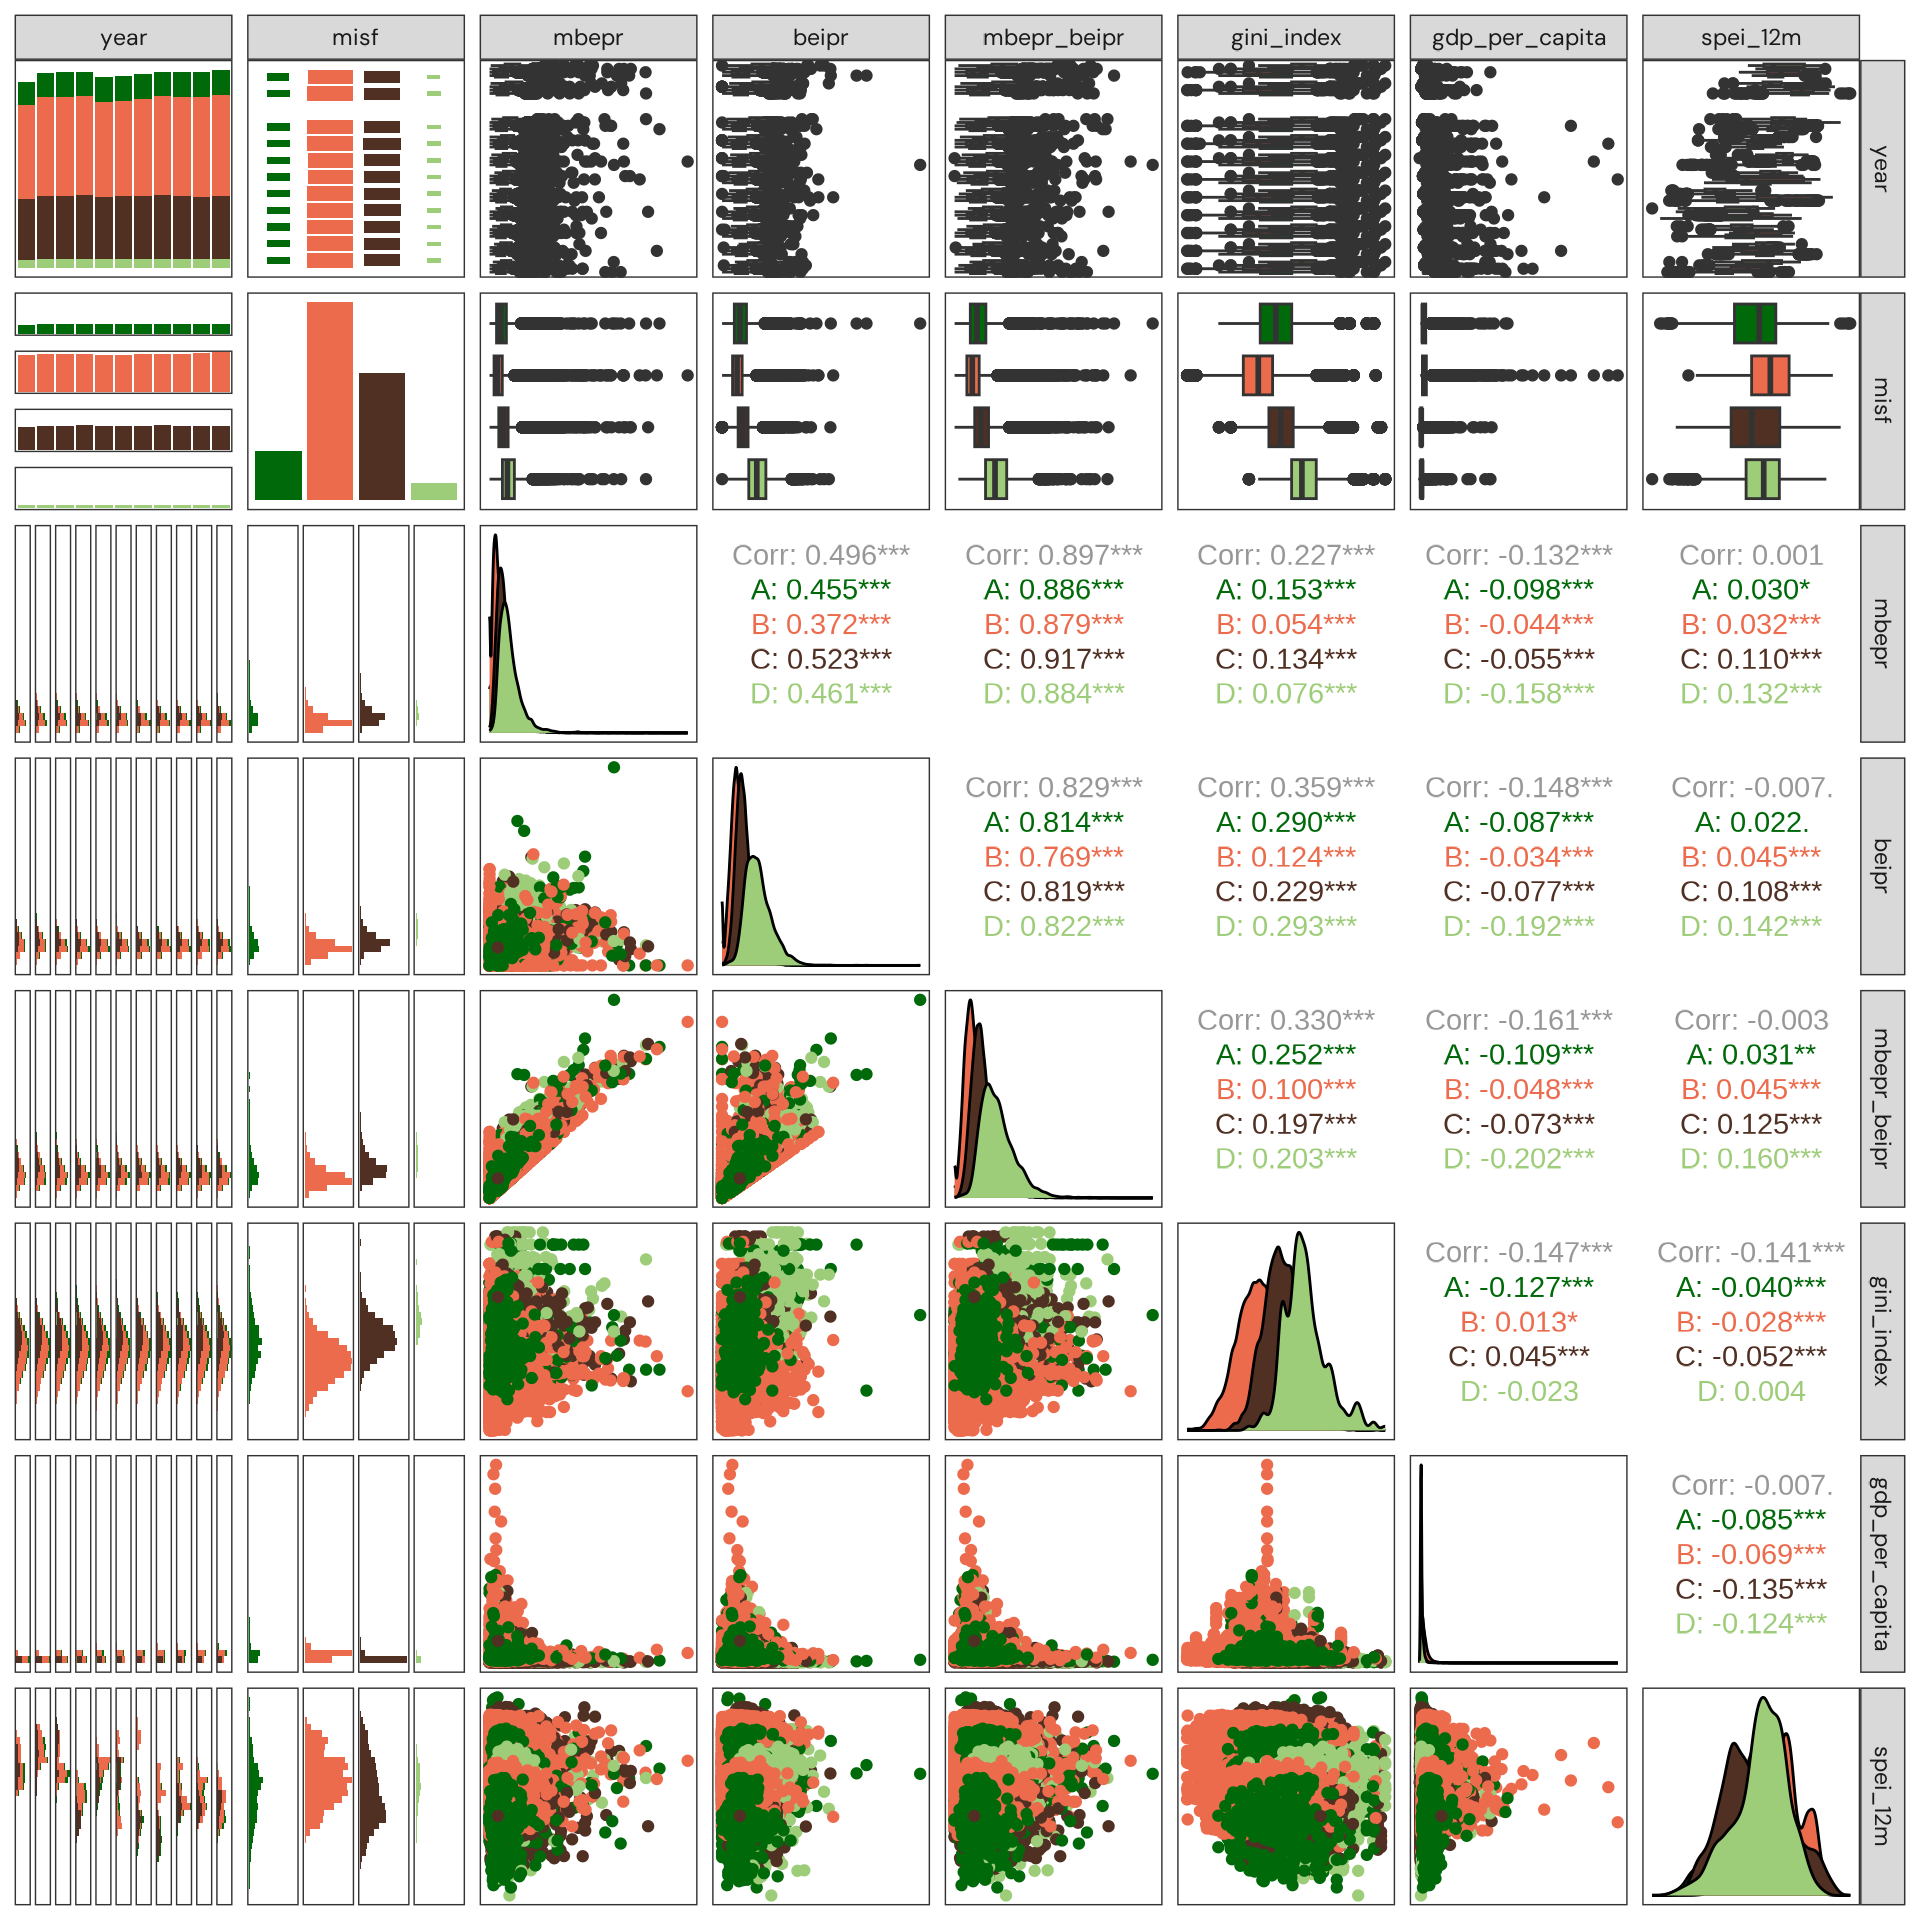 year misf mbepr beipr mbepr_beipr gini_index gdp_per_capita spei_12m
year
misf
Corr: 0.496*** Corr: 0.897*** Corr: 0.227*** Corr: -0.132*** Corr: 0.001
A: 0.455*** A: 0.886*** A: 0.153*** A: -0.098*** A: 0.030*
B: 0.372*** B: 0.879*** B: 0.054*** B: -0.044*** B: 0.032***
C: 0.523*** C: 0.917*** C: 0.134*** C: -0.055*** C: 0.110***
D: 0.461*** D: 0.884*** D: 0.076*** D: -0.158*** D: 0.132***
mbepr
Corr: 0.829*** Corr: 0.359*** Corr: -0.148*** Corr: -0.007.
A: 0.814*** A: 0.290*** A: -0.087*** A: 0.022.
B: 0.769*** B: 0.124*** B: -0.034*** B: 0.045***
C: 0.819*** C: 0.229*** C: -0.077*** C: 0.108***
D: 0.822*** D: 0.293*** D: -0.192*** D: 0.142***
beipr
Corr: 0.330*** Corr: -0.161*** Corr: -0.003
A: 0.252*** A: -0.109*** A: 0.031**
B: 0.100*** B: -0.048*** B: 0.045***
C: 0.197*** C: -0.073*** C: 0.125***
D: 0.203*** D: -0.202*** D: 0.160***
mbepr_beipr
Corr: -0.147*** Corr: -0.141***
A: -0.127*** A: -0.040***
B: 0.013* B: -0.028***
C: 0.045*** C: -0.052***
D: -0.023 D: 0.004
gini_index
Corr: -0.007.
A: -0.085***
B: -0.069***
C: -0.135***
D: -0.124***
gdp_per_capita
spei_12m